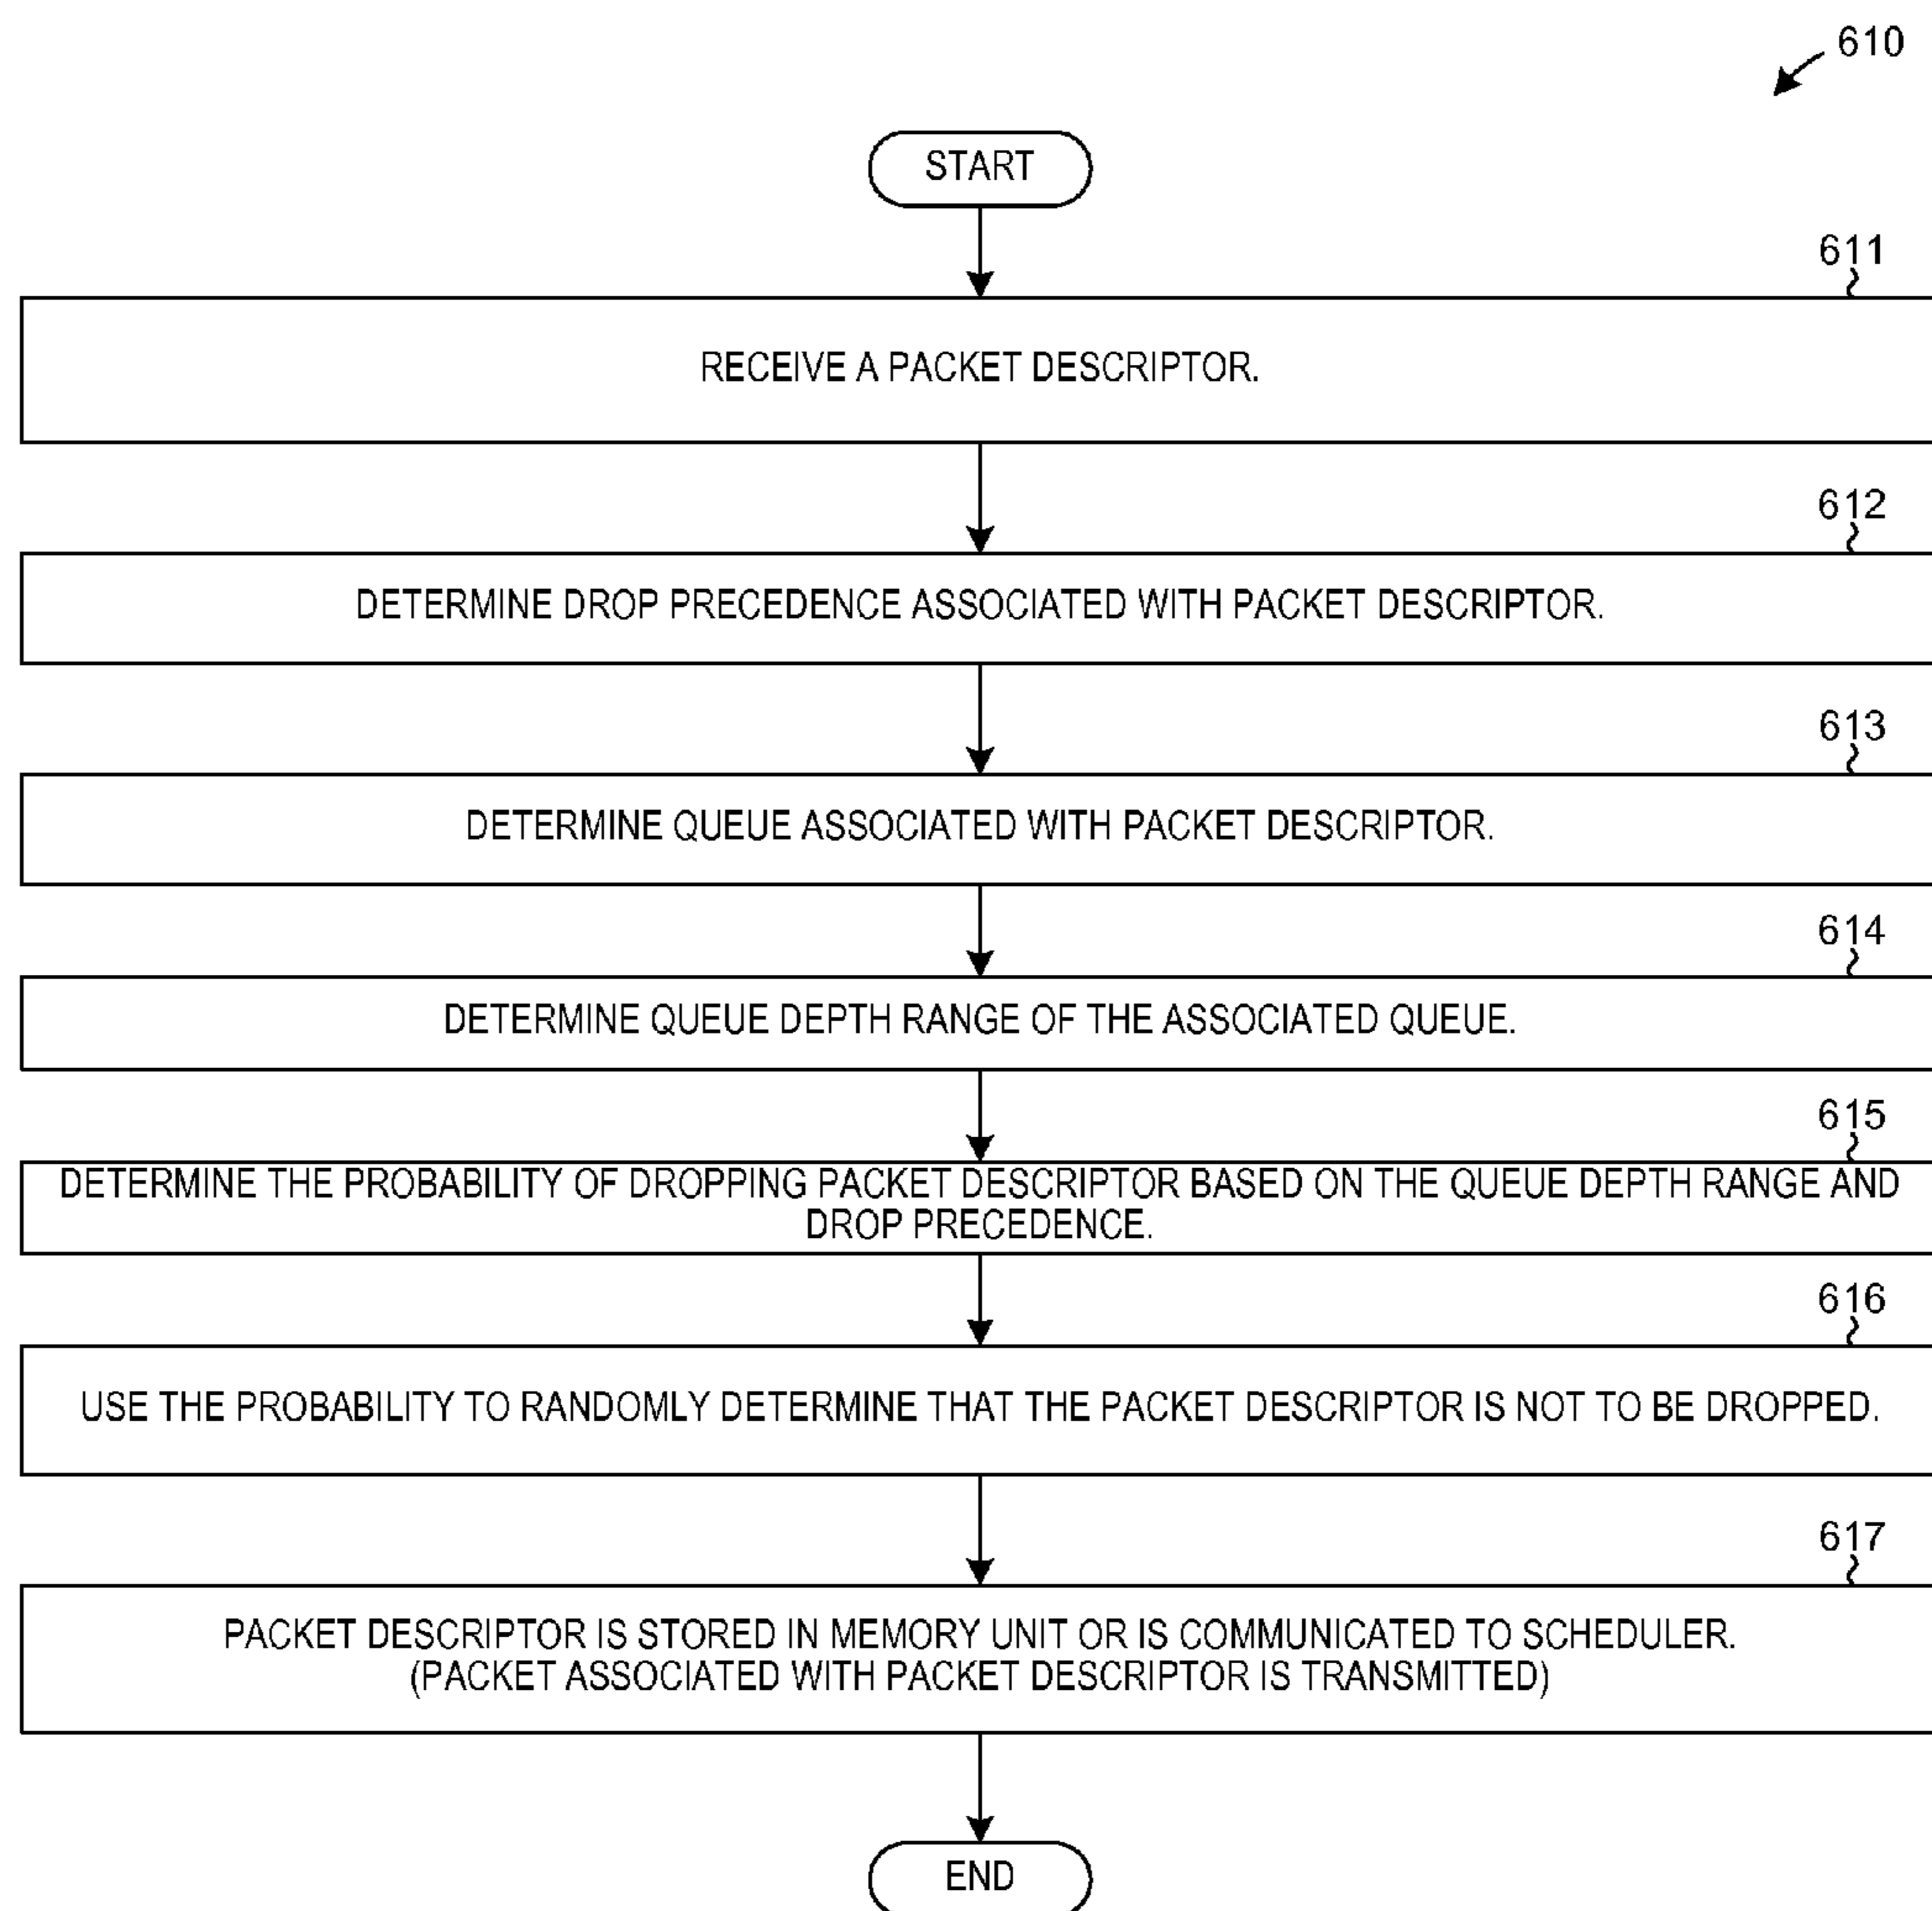 610
START
611
RECEIVE A PACKET DESCRIPTOR.
612
DETERMINE DROP PRECEDENCE ASSOCIATED WITH PACKET DESCRIPTOR.
613
DETERMINE QUEUE ASSOCIATED WITH PACKET DESCRIPTOR.
614
DETERMINE QUEUE DEPTH RANGE OF THE ASSOCIATED QUEUE.
615
DETERMINE THE PROBABILITY OF DROPPING PACKET DESCRIPTOR BASED ON THE QUEUE DEPTH RANGE AND
DROP PRECEDENCE.
616
USE THE PROBABILITY TO RANDOMLY DETERMINE THAT THE PACKET DESCRIPTOR IS NOT TO BE DROPPED.
617
PACKET DESCRIPTOR IS STORED IN MEMORY UNIT OR IS COMMUNICATED TO SCHEDULER.
(PACKET ASSOCIATED WITH PACKET DESCRIPTOR IS TRANSMITTED)
END